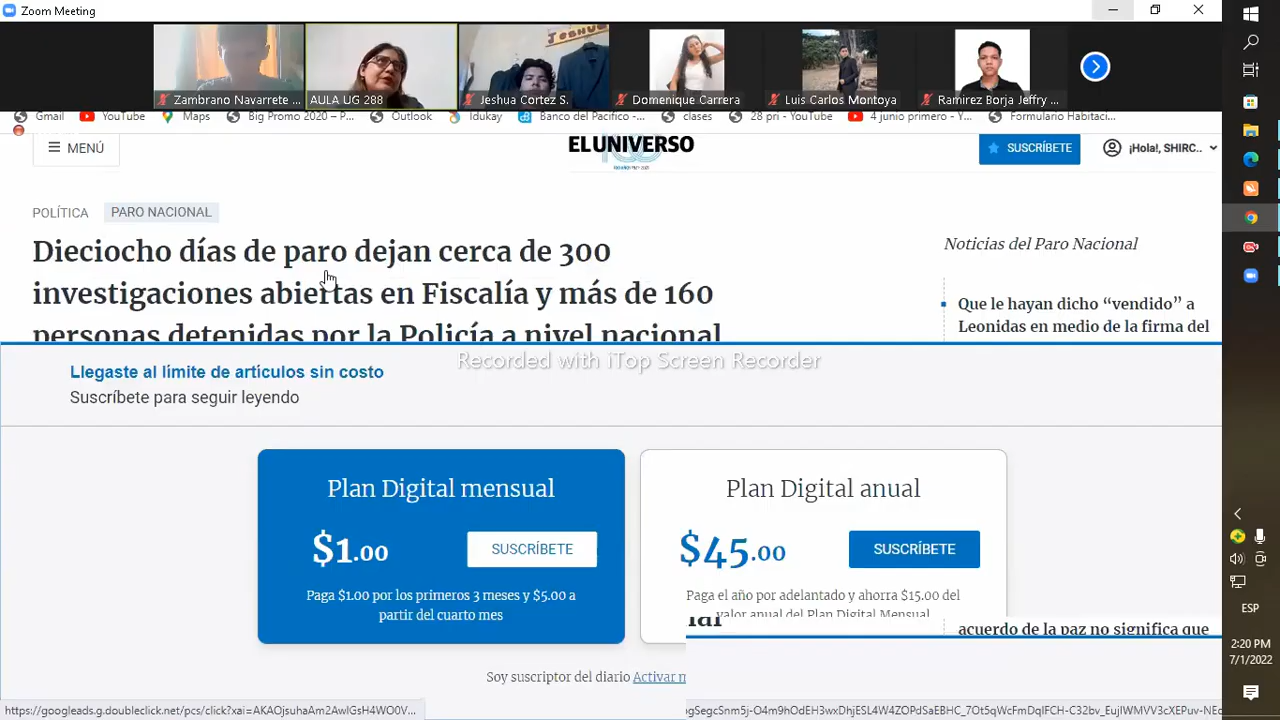 Zoom Meeting
Zambrano Navarrete ...
AULA UG 288
Jeshua Cortez S.
Domenique Carrera
Luis Carlos Montoya
Ramirez Borja Jeffry ...
JOSHUA
Gmail
YouTube
Maps
Big Promo 2020 – P...
Outlook
Idukay
Banco del Pacifico -...
clases
28 pri - YouTube
4 junio primero - Y...
Formulario Habitaci...
MENÚ
EL UNIVERSO
SUSCRÍBETE
¡Hola!, SHIRC..
POLÍTICA
PARO NACIONAL
Dieciocho días de paro dejan cerca de 300
investigaciones abiertas en Fiscalía y más de 160
personas detenidas por la Policía a nivel nacional
Noticias del Paro Nacional
Que le hayan dicho “vendido” a
Leonidas en medio de la firma del
Recorded with iTop Screen Recorder
Llegaste al límite de artículos sin costo
Suscríbete para seguir leyendo
Plan Digital mensual
$1.00
SUSCRÍBETE
Paga $1.00 por los primeros 3 meses y $5.00 a
partir del cuarto mes
Plan Digital anual
$45.00
SUSCRÍBETE
Paga el año por adelantado y ahorra $15.00 del
valor anual del Plan Digital Mensual
acuerdo de la paz no significa que
Soy suscriptor del diario Activar
ESP
2:20 PM
7/1/2022